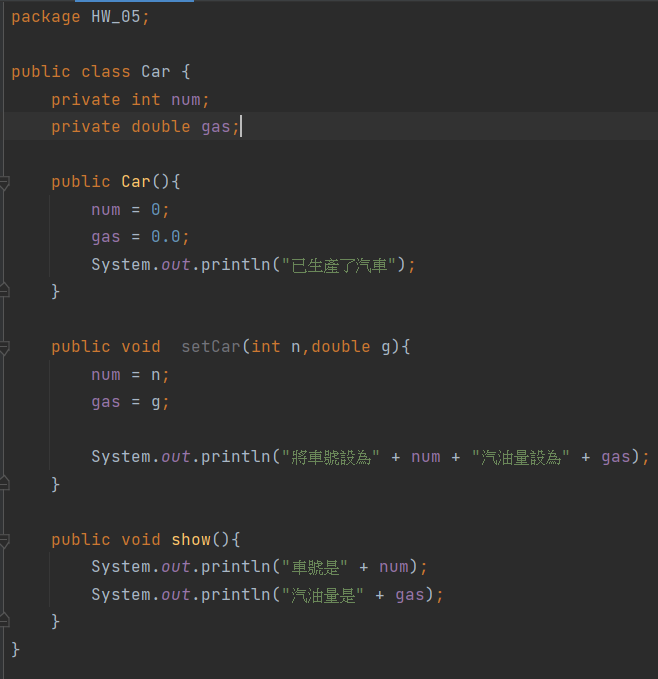 package HW_05;
public class Car {
    private int num;
    private double gas;
    public Car(){
        num = 0;
        gas = 0.0;
        System.out.println("已生產了汽車");
    }
    public void  setCar(int n,double g){
        num = n;
        gas = g;
        System.out.println("將車號設為" + num + "汽油量設為" + gas);
    }
    public void show(){
        System.out.println("車號是" + num);
        System.out.println("汽油量是" + gas);
    }
}